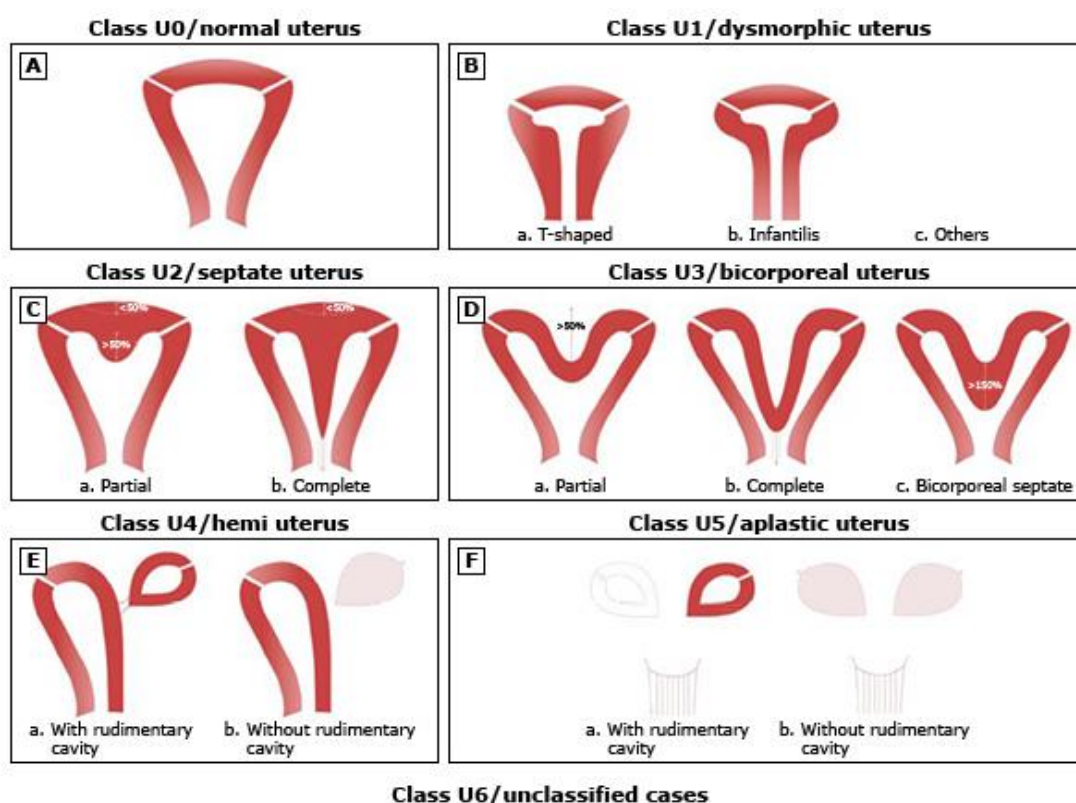 Class U0/normal uterus
A
Class U1/dysmorphic uterus
B
a. T-shaped
b. Infantilis
c. Others
Class U2/septate uterus
C
<50%
>50%
<50%
a. Partial
b. Complete
Class U3/bicorporeal uterus
D
>50%
>150%
a. Partial
b. Complete
c. Bicorporeal septate
Class U4/hemi uterus
E
a. With rudimentary
cavity
b. Without rudimentary
cavity
Class U5/aplastic uterus
F
a. With rudimentary
cavity
b. Without rudimentary
cavity
Class U6/unclassified cases